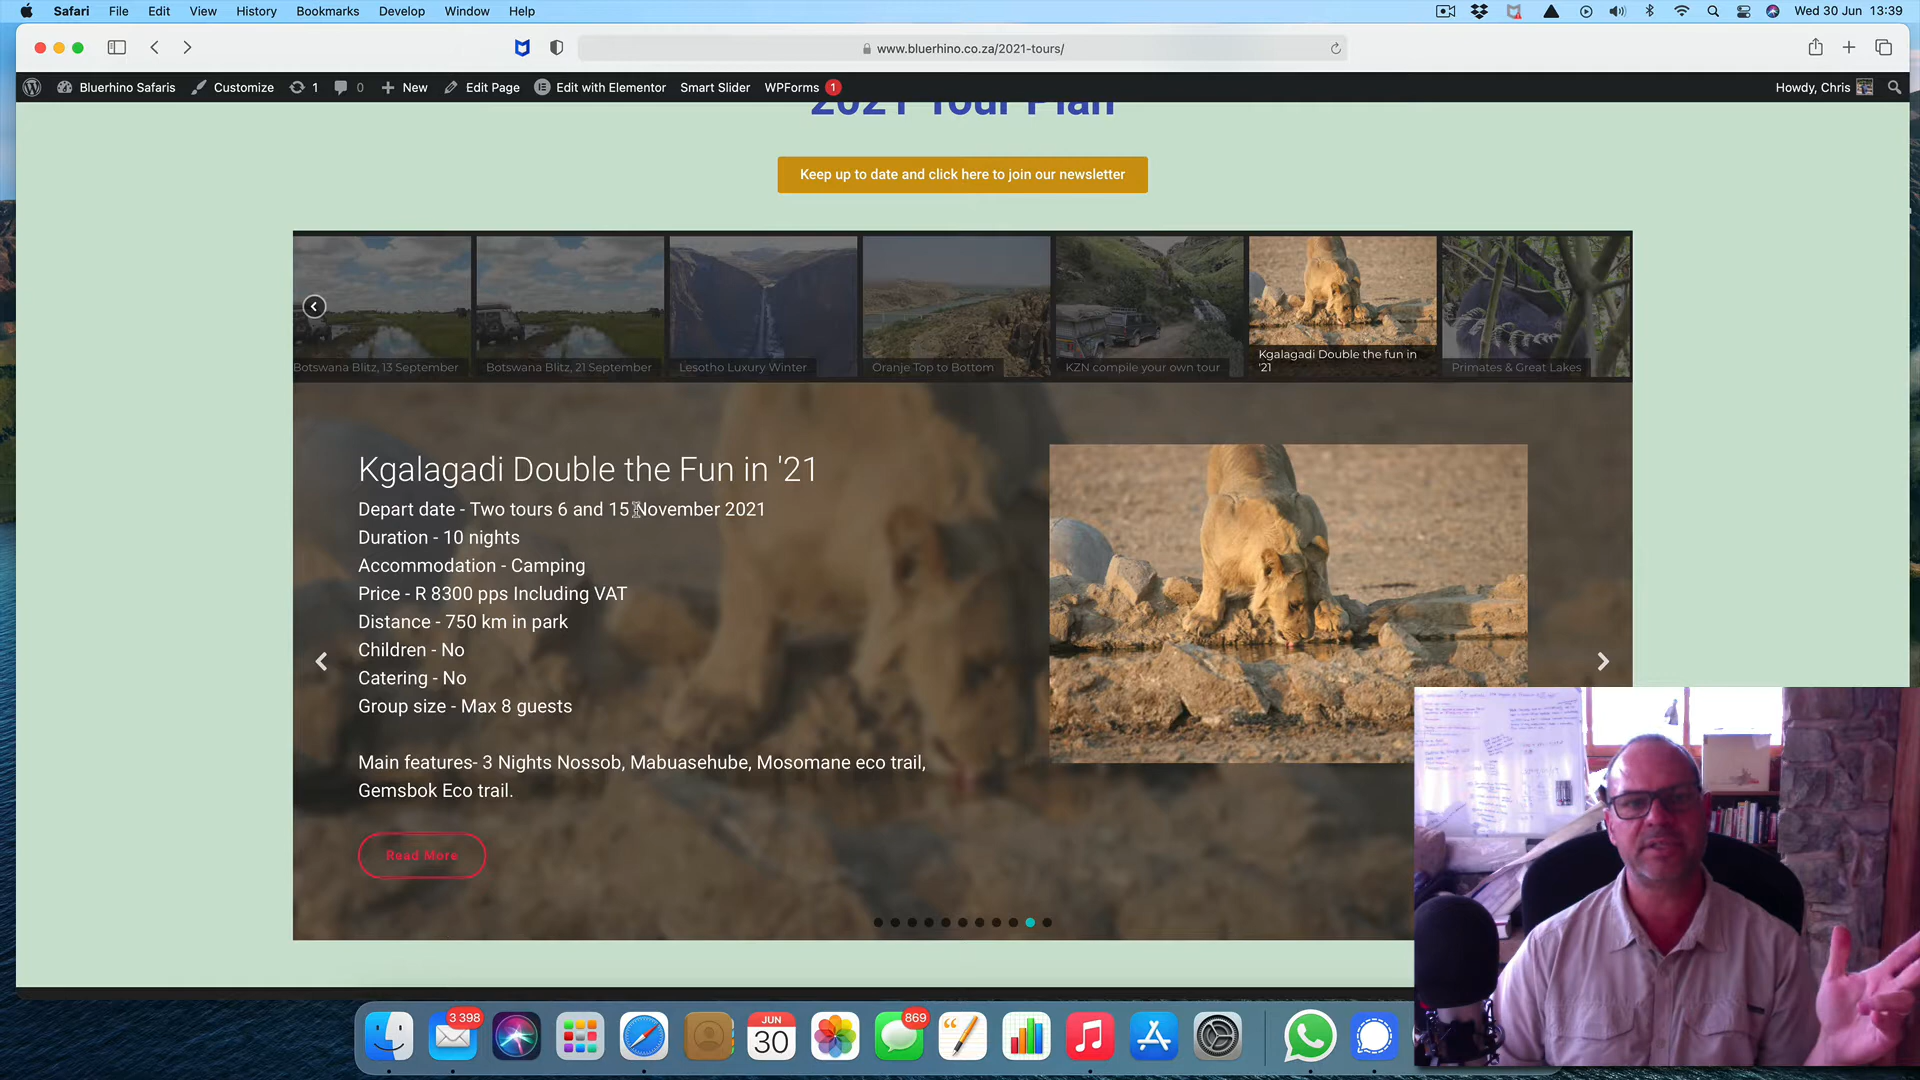 Safari File Edit View History Bookmarks Develop Window Help Wed 30 Jun 13:39
www.bluerhino.co.za/2021-tours/
Bluerhino Safaris Customize 1 0 New Edit Page Edit with Elementor Smart Slider WPForms 1 Howdy, Chris
2021 Tour Plan
Keep up to date and click here to join our newsletter
Botswana Blitz, 13 September
Botswana Blitz, 21 September
Lesotho Luxury Winter
Oranje Top to Bottom
KZN compile your own tour
Kgalagadi Double the fun in
'21
Primates & Great Lakes
Kgalagadi Double the Fun in '21
Depart date - Two tours 6 and 15 November 2021
Duration - 10 nights
Accommodation - Camping
Price - R 8300 pps Including VAT
Distance - 750 km in park
Children - No
Catering - No
Group size - Max 8 guests
Main features- 3 Nights Nossob, Mabuasehube, Mosomane eco trail,
Gemsbok Eco trail.
Read More
3 398
JUN
30
869